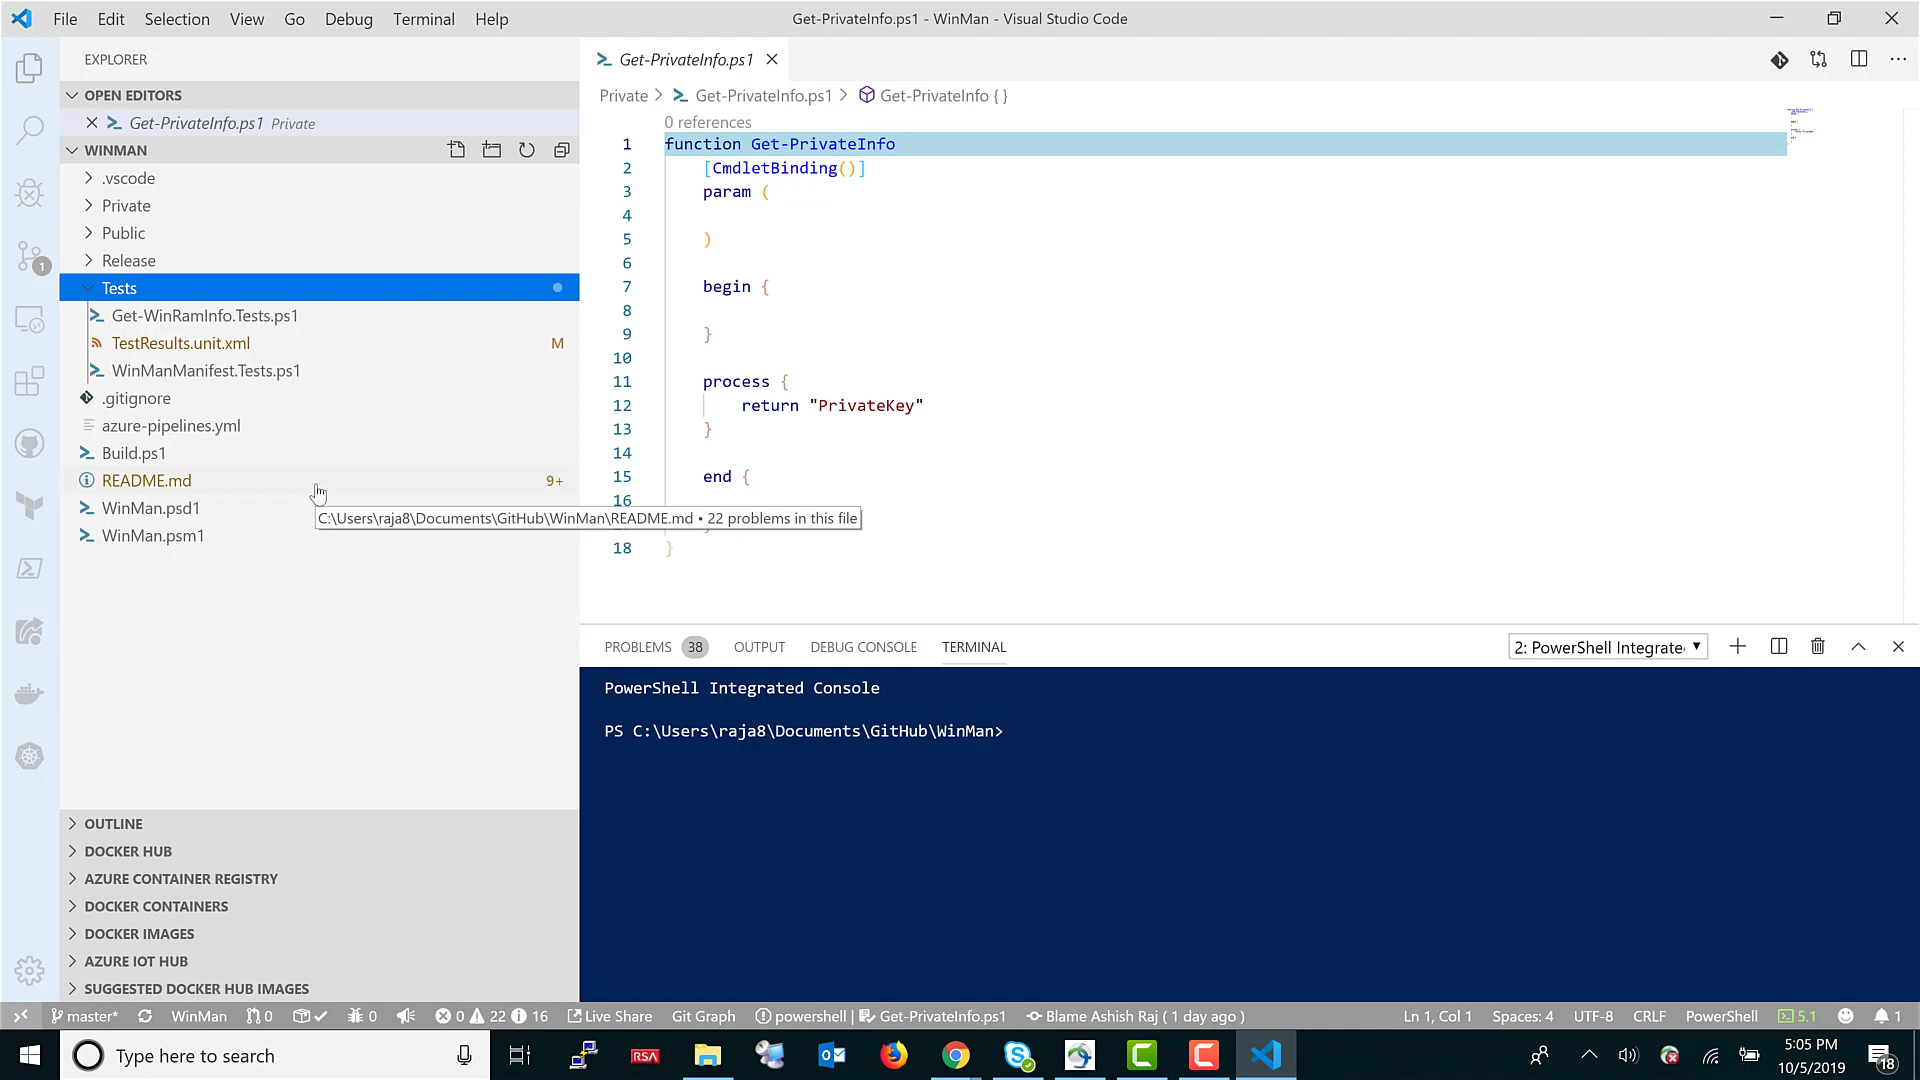 File Edit Selection View Go Debug Terminal Help
Get-PrivateInfo.ps1 - WinMan - Visual Studio Code
EXPLORER
OPEN EDITORS
Get-PrivateInfo.ps1 Private
WINMAN
.vscode
Private
Public
Release
Tests
Get-WinRamInfo.Tests.ps1
TestResults.unit.xml M
WinManManifest.Tests.ps1
.gitignore
azure-pipelines.yml
Build.ps1
README.md 9+
WinMan.psd1
WinMan.psm1
1
OUTLINE
DOCKER HUB
AZURE CONTAINER REGISTRY
DOCKER CONTAINERS
DOCKER IMAGES
AZURE IOT HUB
SUGGESTED DOCKER HUB IMAGES
Get-PrivateInfo.ps1
Private > Get-PrivateInfo.ps1 > Get-PrivateInfo { }
0 references
1 function Get-PrivateInfo {
2 [CmdletBinding()]
3 param (
4
5 )
6
7 begin {
8
9 }
10
11 process {
12 return "PrivateKey"
13 }
14
15 end {
16
C:\Users\raja8\Documents\GitHub\WinMan\README.md • 22 problems in this file
18 }
PROBLEMS 38 OUTPUT DEBUG CONSOLE TERMINAL
2: PowerShell Integrate
PowerShell Integrated Console
PS C:\Users\raja8\Documents\GitHub\WinMan>
master* WinMan 0 0 0 22 16 Live Share Git Graph powershell | Get-PrivateInfo.ps1 Blame Ashish Raj ( 1 day ago ) Ln 1, Col 1 Spaces: 4 UTF-8 CRLF PowerShell 5.1 1
Type here to search
RSA
5:05 PM
10/5/2019
18